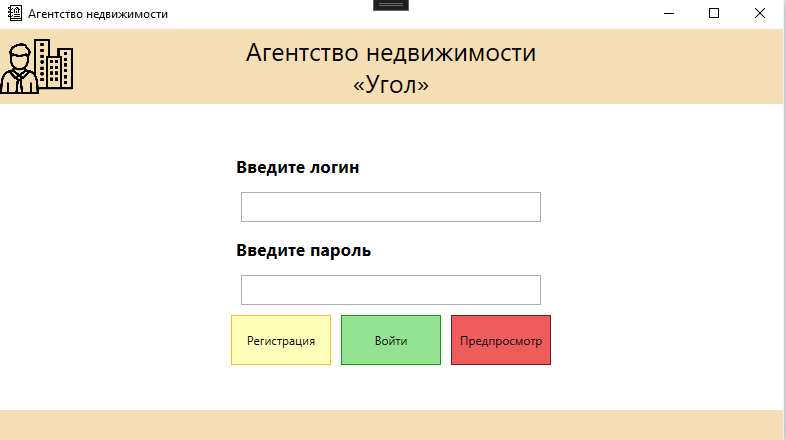 Агентство недвижимости
Агентство недвижимости
«Угол»
Введите логин
Введите пароль
Регистрация
Войти
Предпросмотр